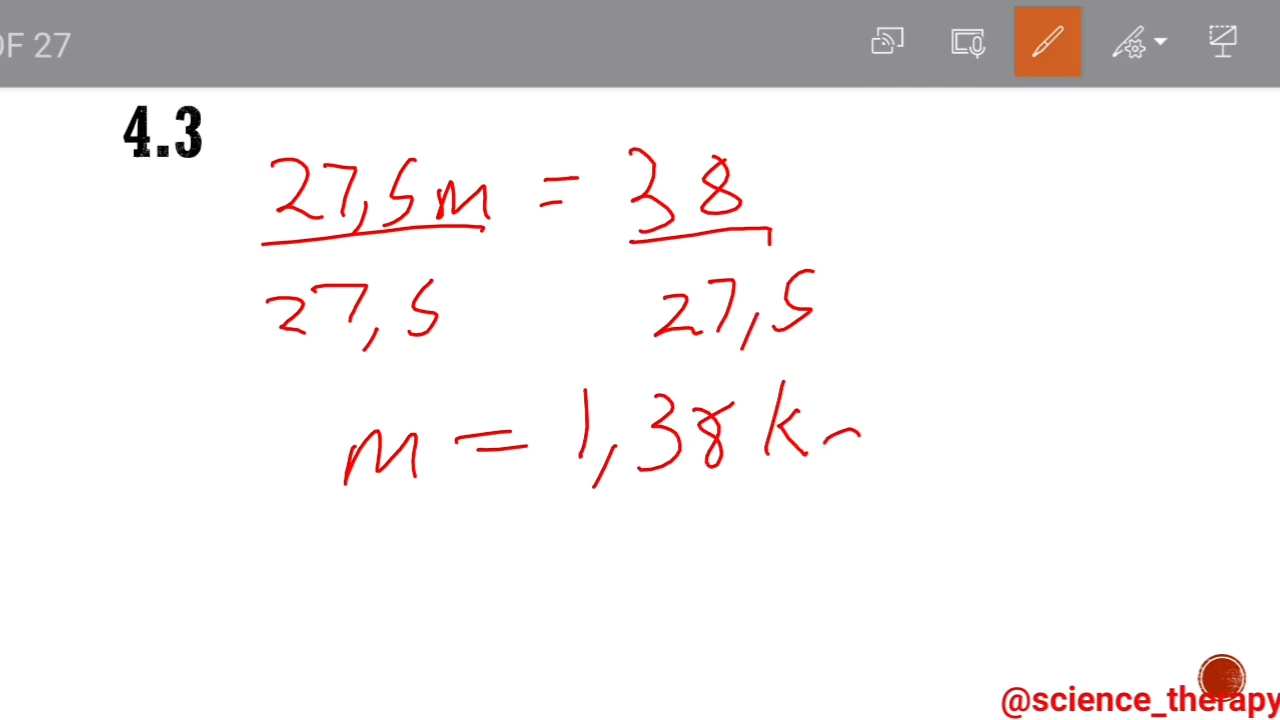 OF 27
4.3
27,5m = 38
27,5 27,5
m = 1,38 k
@science_therapy